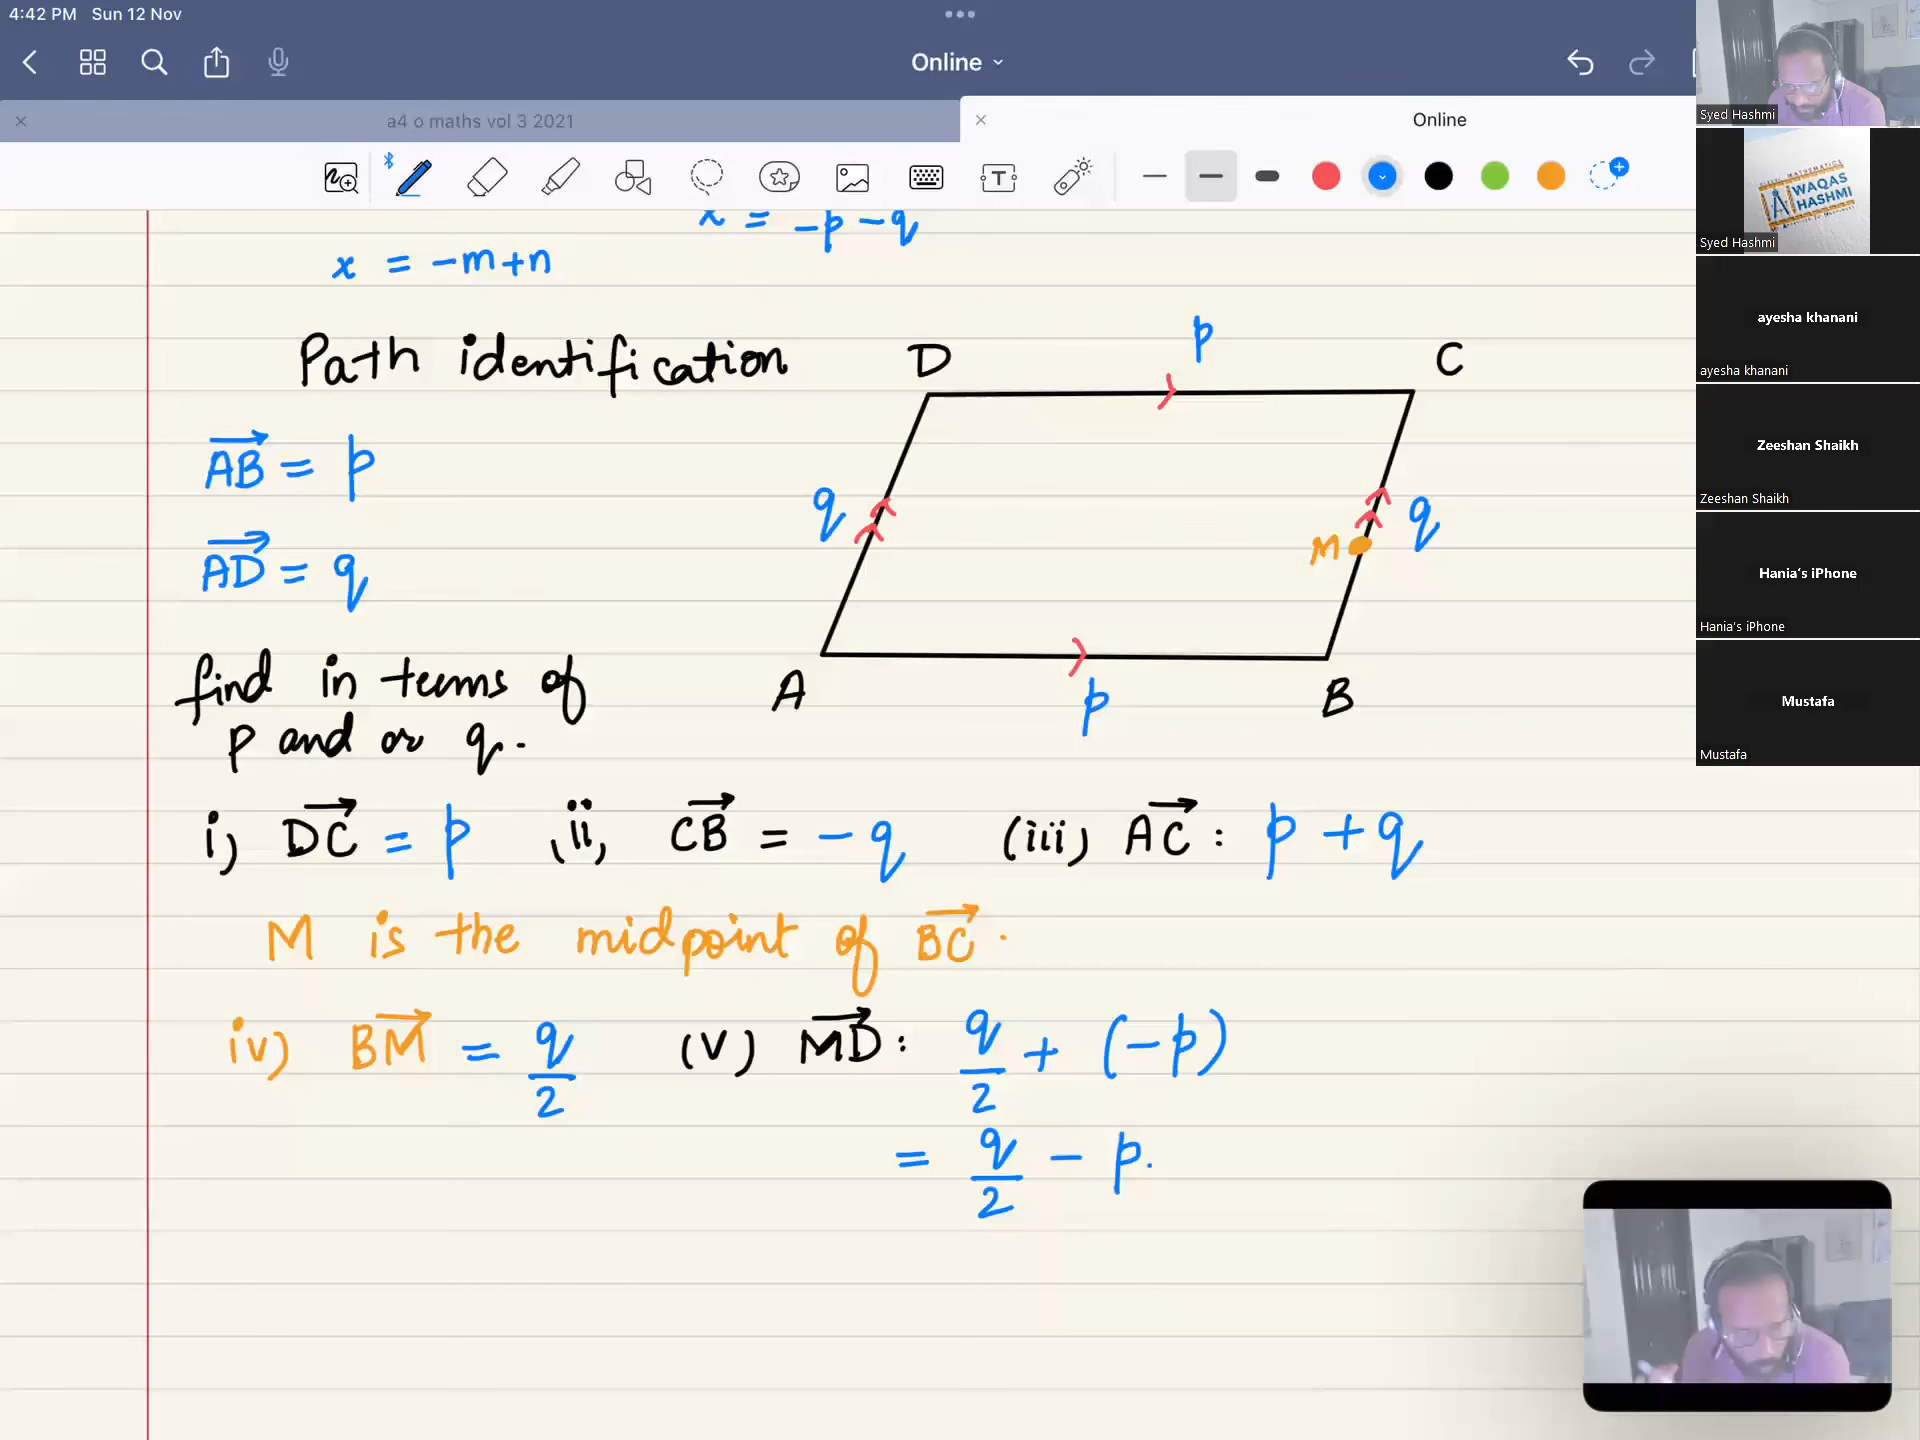 4:42 PM Sun 12 Nov
Online
a4 o maths vol 3 2021
Online
x = -p - q
x = -m+n
Path identification
D
p
C
AB = p
q
q
M
AD = q
find in terms of
p and or q.
A
p
B
i) DC = p (ii) CB = -q (iii) AC : p + q
M is the midpoint of BC.
iv) BM = q/2 (v) MD : q/2 + (-p)
= q/2 - p.
Syed Hashmi
WAQAS
HASHMI
Syed Hashmi
ayesha khanani
ayesha khanani
Zeeshan Shaikh
Zeeshan Shaikh
Hania's iPhone
Hania's iPhone
Mustafa
Mustafa